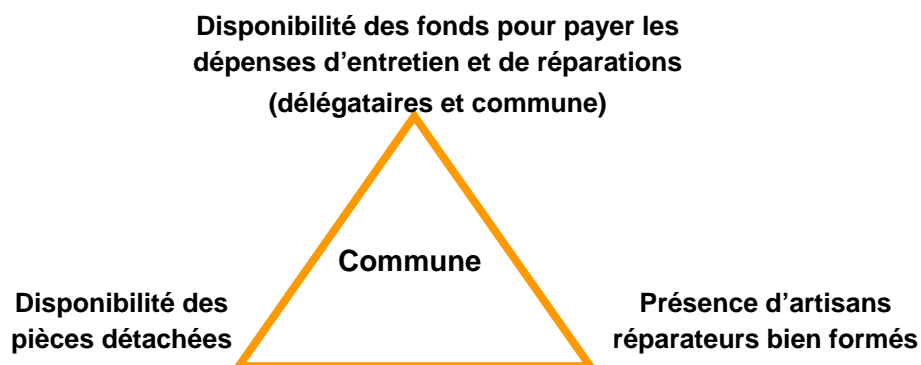 Disponibilité des fonds pour payer les
dépenses d’entretien et de réparations
(délégataires et commune)
Commune
Disponibilité des
pièces détachées
Présence d’artisans
réparateurs bien formés